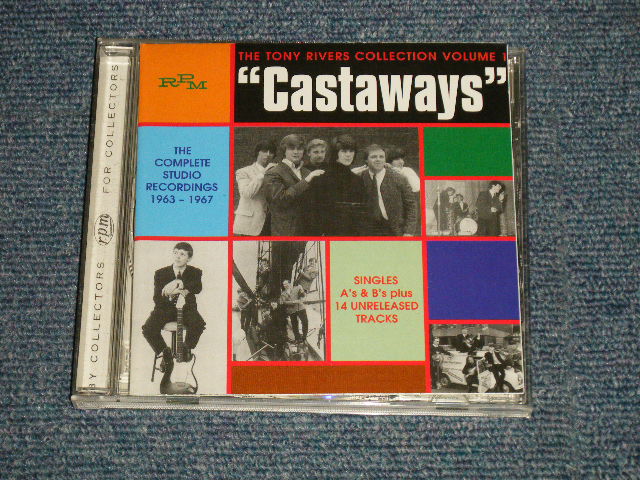 THE TONY RIVERS COLLECTION VOLUME 1
RPM
“Castaways”
THE
COMPLETE
STUDIO
RECORDINGS
1963 – 1967
SINGLES
A's & B's plus
14 UNRELEASED
TRACKS
BY COLLECTORS rpm FOR COLLECTORS